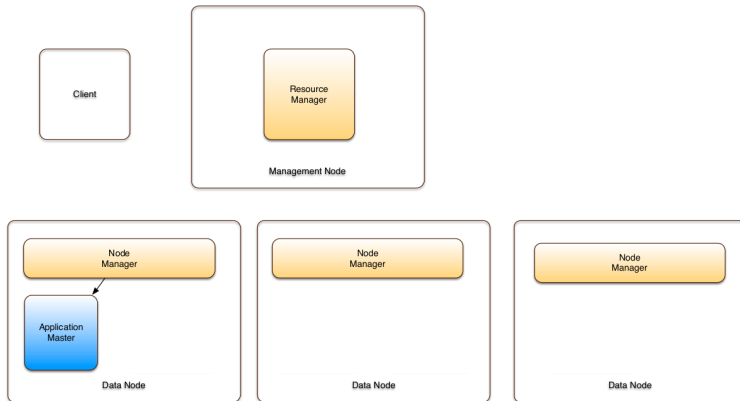 Client
Resource
Manager
Management Node
Node
Manager
Application
Master
Data Node
Node
Manager
Data Node
Node
Manager
Data Node